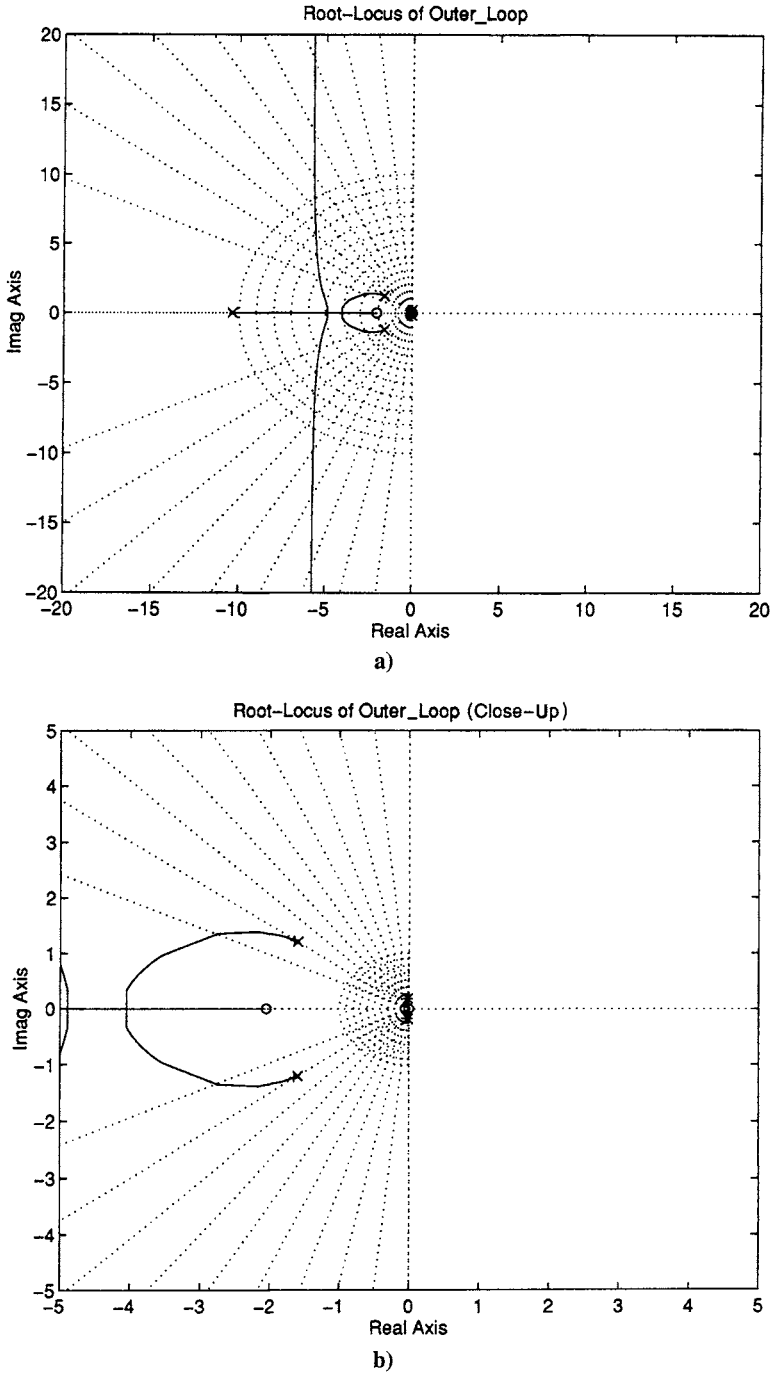 Root-Locus of Outer_Loop
20
15
10
5
0
-5
-10
-15
-20
Imag Axis
-20 -15 -10 -5 0 5 10 15 20
Real Axis
a)
Root-Locus of Outer_Loop (Close-Up)
5
4
3
2
1
0
-1
-2
-3
-4
-5
Imag Axis
-5 -4 -3 -2 -1 0 1 2 3 4 5
Real Axis
b)